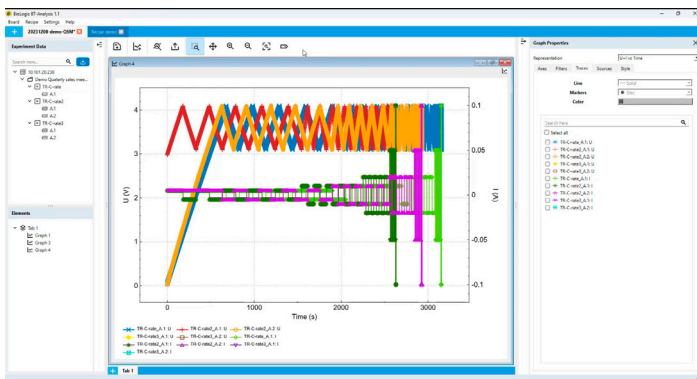 BioLogic BT-Analysis 1.1
Board Recipe Settings Help
20231208-demo-QSM*
Recipe demo
Experiment Data
Search here...
10.101.20.238
Demo Quaterly sales mee...
TR-C-rate
A.1
TR-C-rate2
A.1
A.2
TR-C-rate3
A.1
A.2
Elements
Tab 1
Graph 1
Graph 3
Graph 4
Graph 4
U (V)
4
3
2
1
0
0.1
0.05
0
-0.05
-0.1
I (A)
0
1000
2000
3000
Time (s)
TR-C-rate_A.1: U
TR-C-rate2_A.1: U
TR-C-rate2_A.2: U
TR-C-rate3_A.1: U
TR-C-rate3_A.2: U
TR-C-rate_A.1: I
TR-C-rate2_A.1: I
TR-C-rate2_A.2: I
TR-C-rate3_A.1: I
TR-C-rate3_A.2: I
Tab 1
Graph Properties
Representation
U+I vs Time
Axes Filters Traces Sources Style
Line
Solid
Markers
Disc
Color
Search here
Select all
TR-C-rate_A.1: U
TR-C-rate2_A.1: U
TR-C-rate2_A.2: U
TR-C-rate3_A.1: U
TR-C-rate3_A.2: U
TR-C-rate_A.1: I
TR-C-rate2_A.1: I
TR-C-rate2_A.2: I
TR-C-rate3_A.1: I
TR-C-rate3_A.2: I